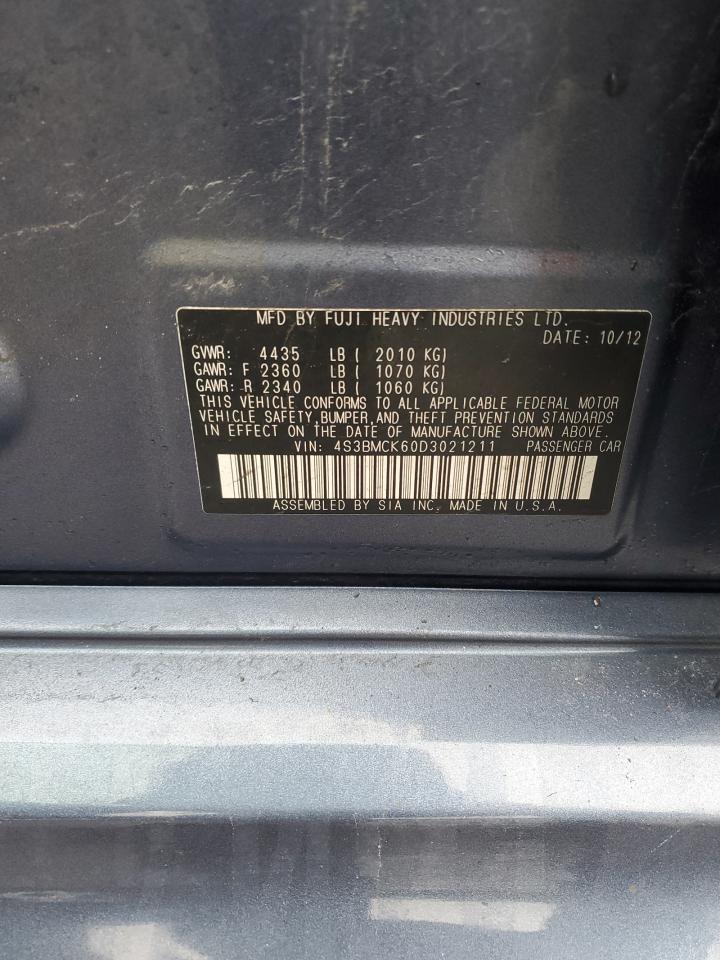 MFD BY FUJI HEAVY INDUSTRIES LTD.
DATE: 10/12
GVWR: 4435 LB ( 2010 KG)
GAWR: F 2360 LB ( 1070 KG)
GAWR: R 2340 LB ( 1060 KG)
THIS VEHICLE CONFORMS TO ALL APPLICABLE FEDERAL MOTOR
VEHICLE SAFETY, BUMPER, AND THEFT PREVENTION STANDARDS
IN EFFECT ON THE DATE OF MANUFACTURE SHOWN ABOVE.
VIN: 4S3BMCK60D3021211 PASSENGER CAR
ASSEMBLED BY SIA INC. MADE IN U.S.A.